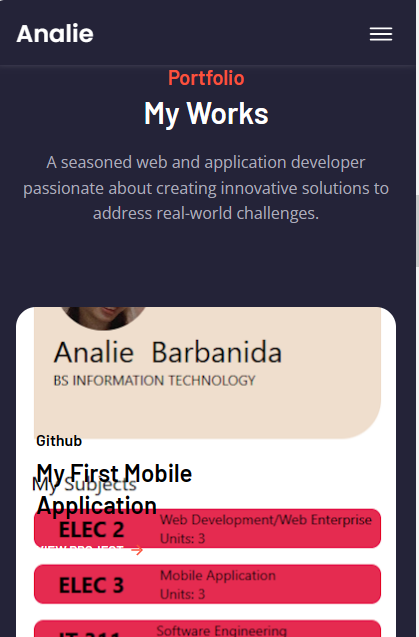 Analie
Portfolio
My Works
A seasoned web and application developer
passionate about creating innovative solutions to
address real-world challenges.
Analie Barbanida
BS INFORMATION TECHNOLOGY
Github
My First Mobile
My Subjects
Application
ELEC 2
Web Development/Web Enterprise
Units: 3
VIEW PROJECT →
ELEC 3
Mobile Application
Units: 3
IT 311
Software Engineering